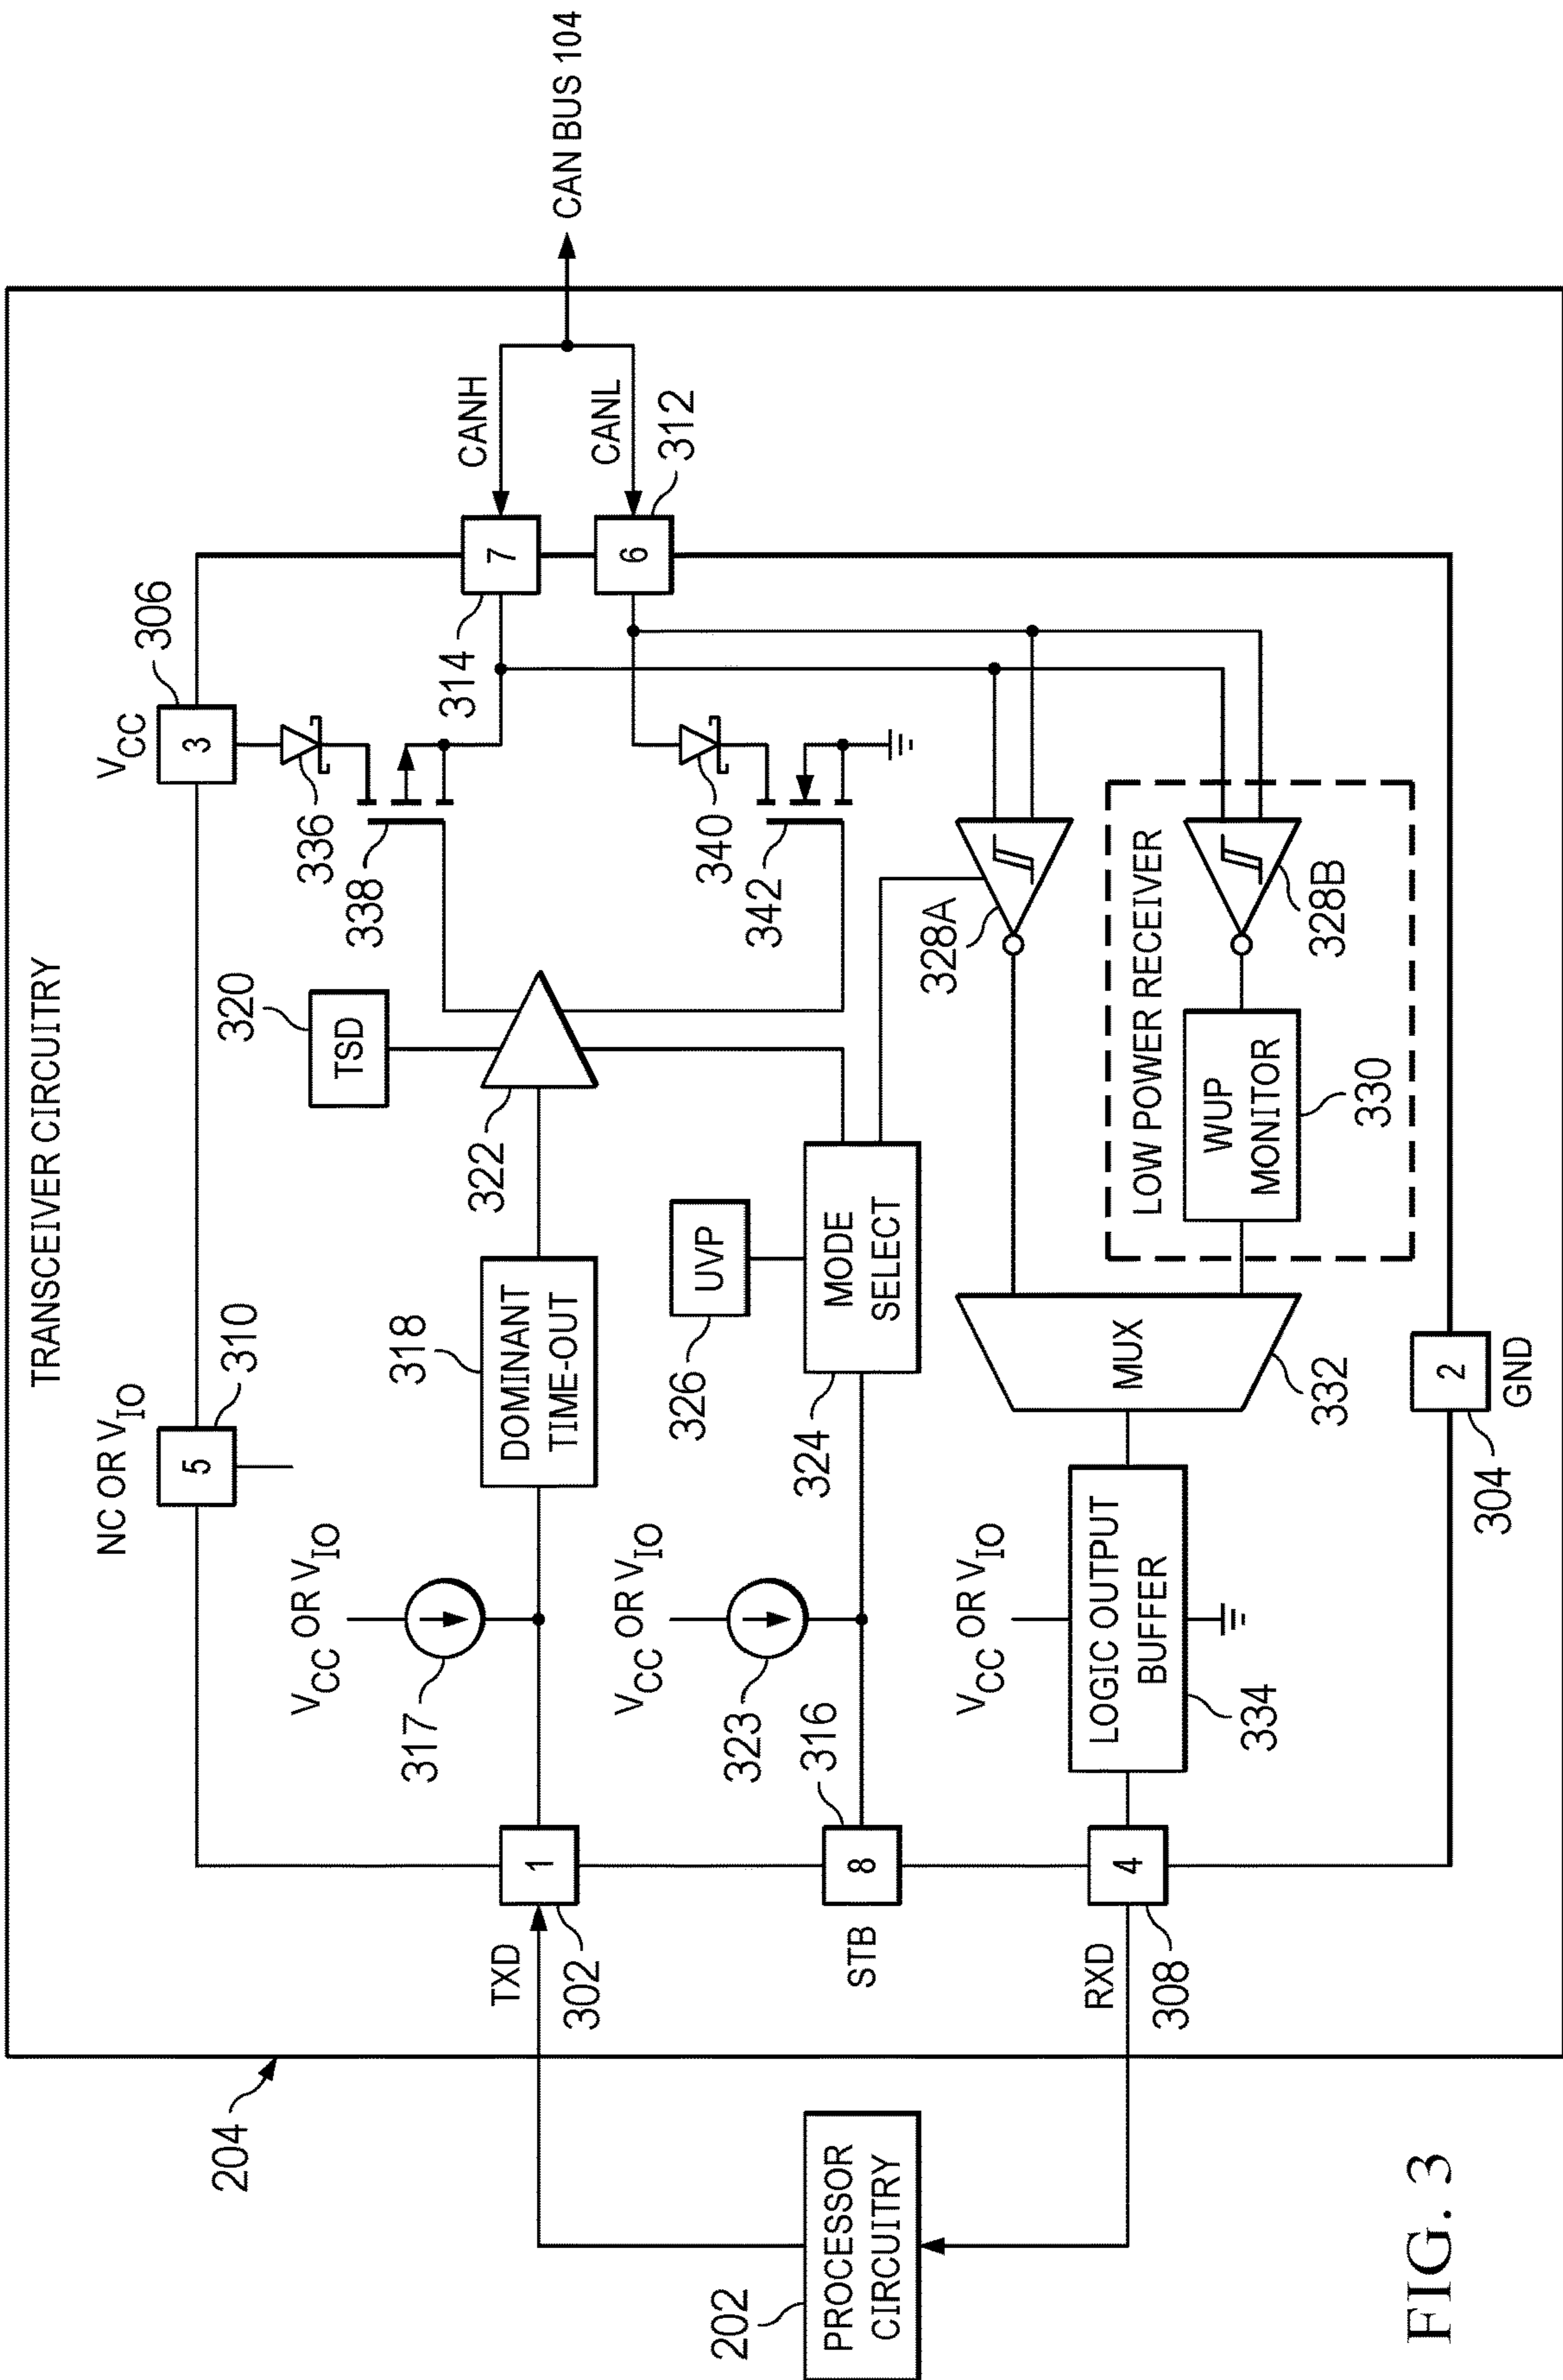 TRANSCEIVER CIRCUITRY
204
NC OR VIO
5
310
VCC
3
306
320
TSD
336
338
VCC OR VIO
317
318
DOMINANT
TIME-OUT
322
314
7
CANH
CAN BUS 104
TXD
1
302
CANL
6
312
340
342
VCC OR VIO
323
326
UVP
202
PROCESSOR
CIRCUITRY
STB
8
316
324
MODE
SELECT
328A
VCC OR VIO
RXD
4
308
LOGIC OUTPUT
BUFFER
334
MUX
332
LOW POWER RECEIVER
WUP
MONITOR
330
328B
304
2
GND
FIG. 3